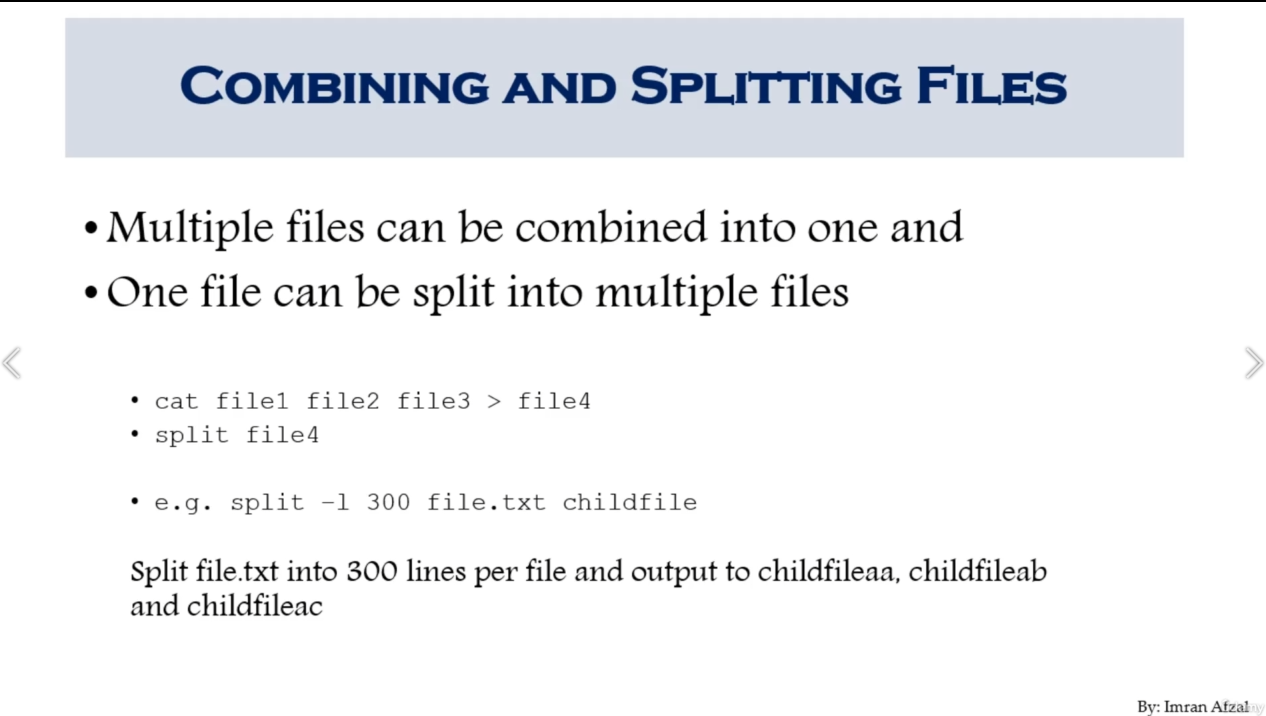 COMBINING AND SPLITTING FILES
• Multiple files can be combined into one and
• One file can be split into multiple files
• cat file1 file2 file3 > file4
• split file4
• e.g. split –l 300 file.txt childfile
Split file.txt into 300 lines per file and output to childfileaa, childfileab
and childfileac
By: Imran Afzal